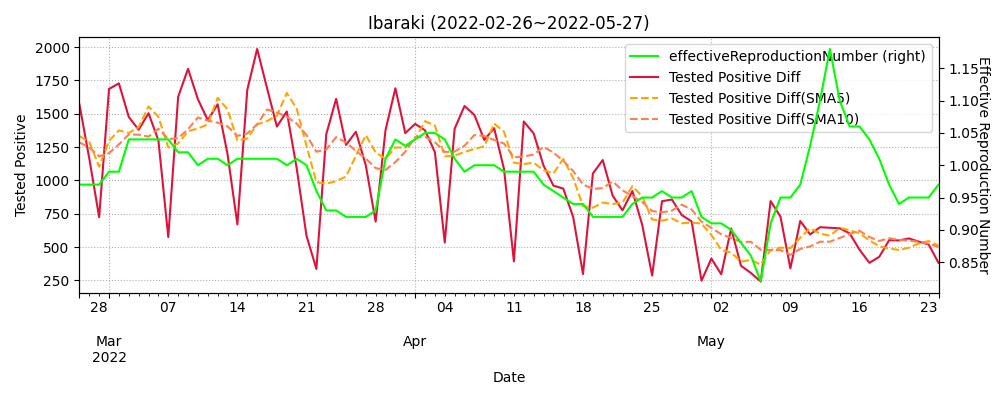 Ibaraki (2022-02-26~2022-05-27)
effectiveReproductionNumber (right)
Tested Positive Diff
Tested Positive Diff(SMA5)
Tested Positive Diff(SMA10)
Tested Positive
2000
1750
1500
1250
1000
750
500
250
1.15
1.10
1.05
1.00
0.95
0.90
0.85
Effective Reproduction Number
28 07 14 21 28 04 11 18 25 02 09 16 23
Mar Apr May
2022
Date